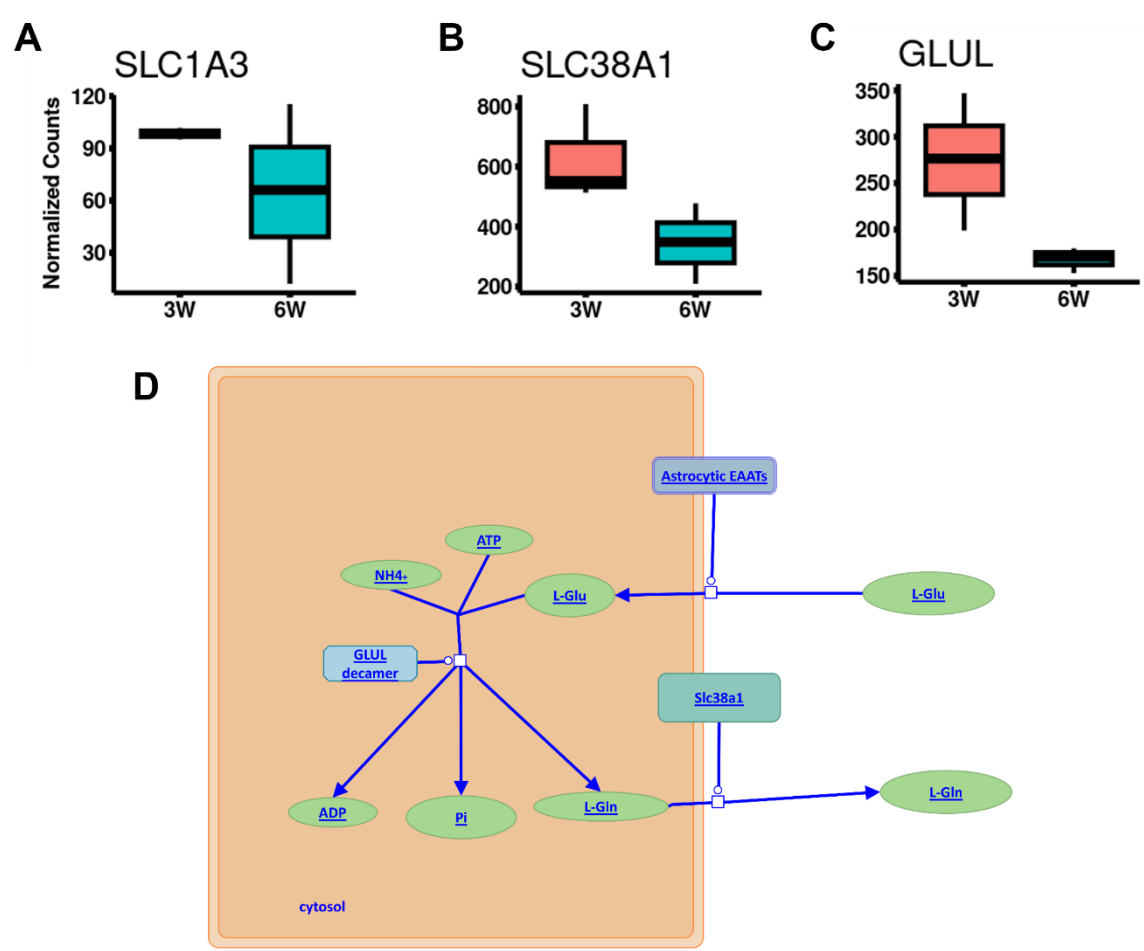 A
SLC1A3
Normalized Counts
120
90
60
30
3W
6W
B
SLC38A1
800
600
400
200
3W
6W
C
GLUL
350
300
250
200
150
3W
6W
D
Astrocytic EAATs
ATP
NH4+
L-Glu
L-Glu
GLUL
decamer
Slc38a1
ADP
Pi
L-Gln
L-Gln
cytosol